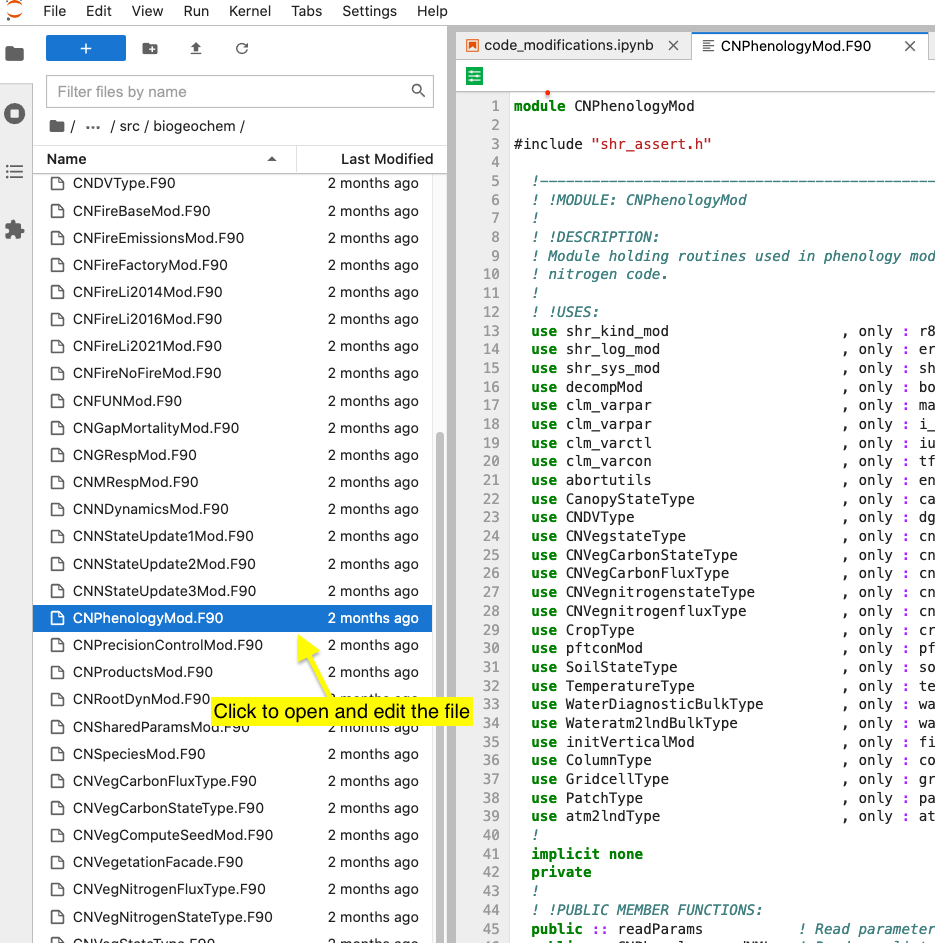 File Edit View Run Kernel Tabs Settings Help
+
Filter files by name
/ ··· / src / biogeochem /
Name Last Modified
CNDVType.F90 2 months ago
CNFireBaseMod.F90 2 months ago
CNFireEmissionsMod.F90 2 months ago
CNFireFactoryMod.F90 2 months ago
CNFireLi2014Mod.F90 2 months ago
CNFireLi2016Mod.F90 2 months ago
CNFireLi2021Mod.F90 2 months ago
CNFireNoFireMod.F90 2 months ago
CNFUNMod.F90 2 months ago
CNGapMortalityMod.F90 2 months ago
CNGRespMod.F90 2 months ago
CNMRespMod.F90 2 months ago
CNNDynamicsMod.F90 2 months ago
CNNStateUpdate1Mod.F90 2 months ago
CNNStateUpdate2Mod.F90 2 months ago
CNNStateUpdate3Mod.F90 2 months ago
CNPhenologyMod.F90 2 months ago
CNPrecisionControlMod.F90 2 months ago
CNProductsMod.F90 2 months ago
CNRootDynMod.F90 2 months ago
Click to open and edit the file
CNSharedParamsMod.F90 2 months ago
CNSpeciesMod.F90 2 months ago
CNVegCarbonFluxType.F90 2 months ago
CNVegCarbonStateType.F90 2 months ago
CNVegComputeSeedMod.F90 2 months ago
CNVegetationFacade.F90 2 months ago
CNVegNitrogenFluxType.F90 2 months ago
CNVegNitrogenStateType.F90 2 months ago
CNVegStateType.F90 2 months ago
code_modifications.ipynb × CNPhenologyMod.F90 ×
1 module CNPhenologyMod
2
3 #include "shr_assert.h"
4
5 !-----------------------------------------------
6 ! !MODULE: CNPhenologyMod
7 !
8 ! !DESCRIPTION:
9 ! Module holding routines used in phenology mod
10 ! nitrogen code.
11 !
12 ! !USES:
13 use shr_kind_mod , only : r8
14 use shr_log_mod , only : er
15 use shr_sys_mod , only : sh
16 use decompMod , only : bo
17 use clm_varpar , only : ma
18 use clm_varpar , only : i_
19 use clm_varctl , only : iu
20 use clm_varcon , only : tf
21 use abortutils , only : en
22 use CanopyStateType , only : ca
23 use CNDVType , only : dg
24 use CNVegstateType , only : cn
25 use CNVegCarbonStateType , only : cn
26 use CNVegCarbonFluxType , only : cn
27 use CNVegnitrogenstateType , only : cn
28 use CNVegnitrogenfluxType , only : cn
29 use CropType , only : cr
30 use pftconMod , only : pf
31 use SoilStateType , only : so
32 use TemperatureType , only : te
33 use WaterDiagnosticBulkType , only : wa
34 use Wateratm2lndBulkType , only : wa
35 use initVerticalMod , only : fi
36 use ColumnType , only : co
37 use GridcellType , only : gr
38 use PatchType , only : pa
39 use atm2lndType , only : at
40 !
41 implicit none
42 private
43 !
44 ! !PUBLIC MEMBER FUNCTIONS:
45 public :: readParams ! Read parameter